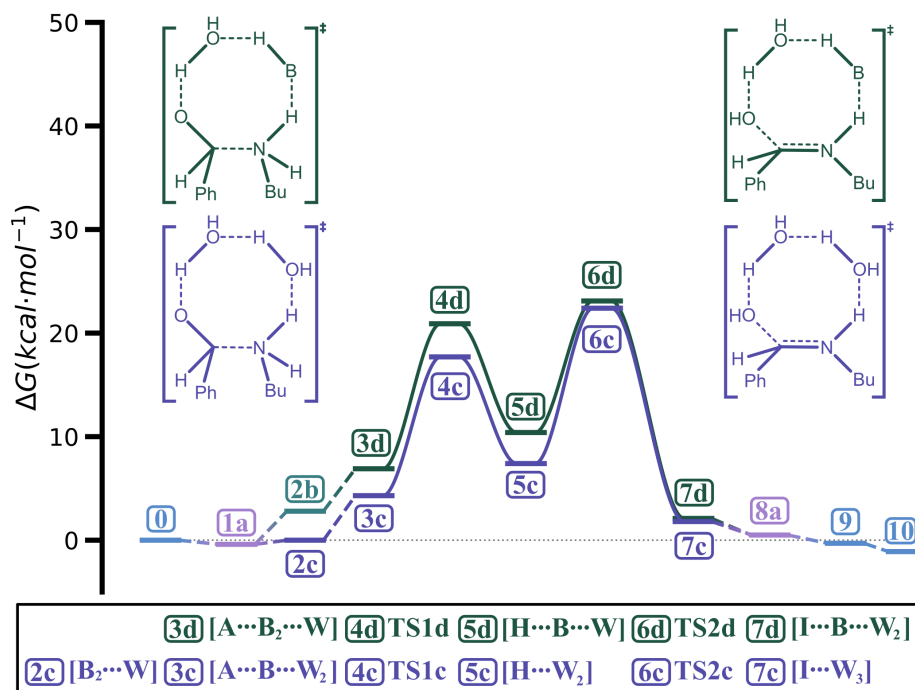 50
40
30
20
10
0
ΔG(kcal·mol⁻¹)
‡
H
O
H
H
B
O
H
N
H
H
Ph
Bu
‡
H
O
H
H
OH
O
H
N
H
H
Ph
Bu
‡
H
O
H
H
B
HO
H
H
N
Ph
Bu
‡
H
O
H
H
OH
HO
H
H
N
Ph
Bu
0
1a
2b
2c
3d
3c
4d
4c
5d
5c
6d
6c
7d
7c
8a
9
10
3d [A···B₂···W] 4d TS1d 5d [H···B···W] 6d TS2d 7d [I···B···W₂]
2c [B₂···W] 3c [A···B···W₂] 4c TS1c 5c [H···W₂] 6c TS2c 7c [I···W₃]